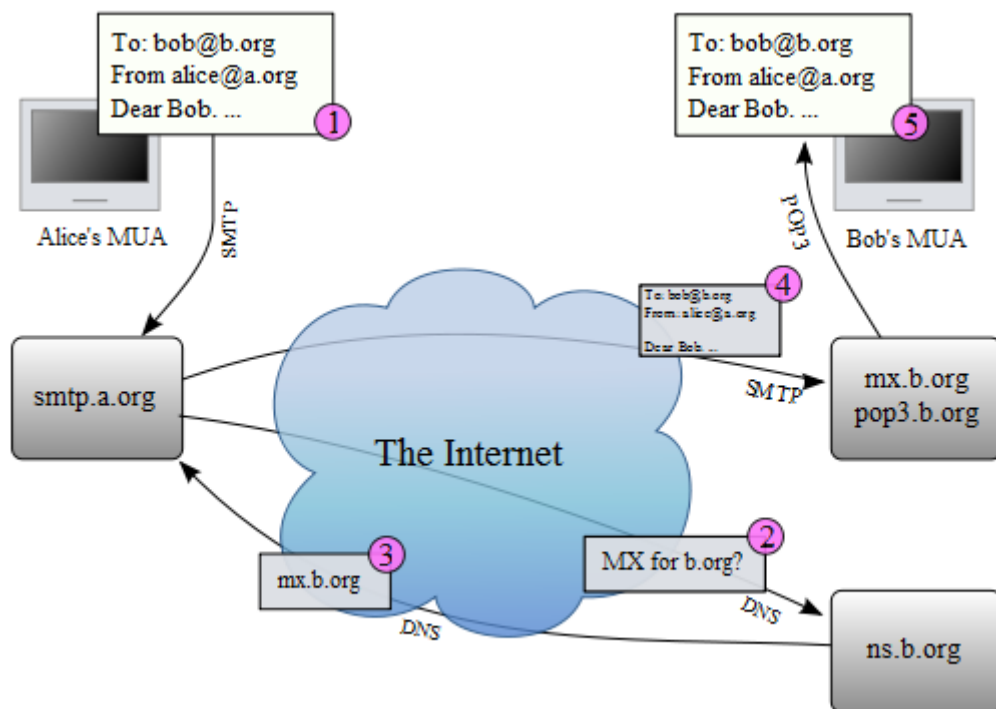 To: bob@b.org
From alice@a.org
Dear Bob. ...
1
Alice's MUA
SMTP
To: bob@b.org
From alice@a.org
Dear Bob. ...
5
Bob's MUA
POP3
To: bob@b.org
From: alice@a.org
Dear Bob. ...
4
smtp.a.org
SMTP
mx.b.org
pop3.b.org
The Internet
MX for b.org?
2
DNS
mx.b.org
3
DNS
ns.b.org